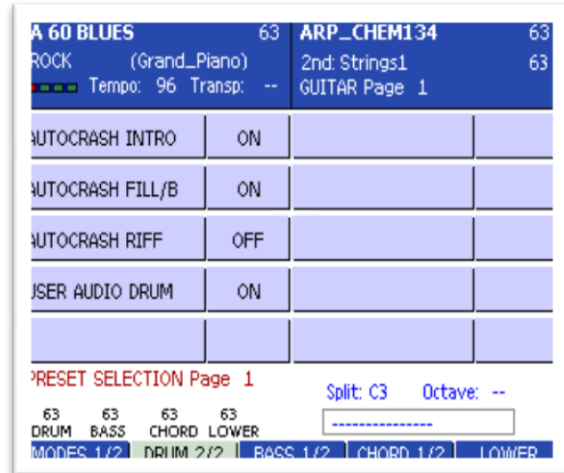 A 60 BLUES 63 ARP_CHEM134 63
ROCK (Grand_Piano) 2nd: Strings1 63
Tempo: 96 Transp: -- GUITAR Page 1
AUTOCRASH INTRO ON
AUTOCRASH FILL/B ON
AUTOCRASH RIFF OFF
USER AUDIO DRUM ON
PRESET SELECTION Page 1
Split: C3 Octave: --
63 63 63 63
DRUM BASS CHORD LOWER
---------------
MODES 1/2 DRUM 2/2 BASS 1/2 CHORD 1/2 LOWER